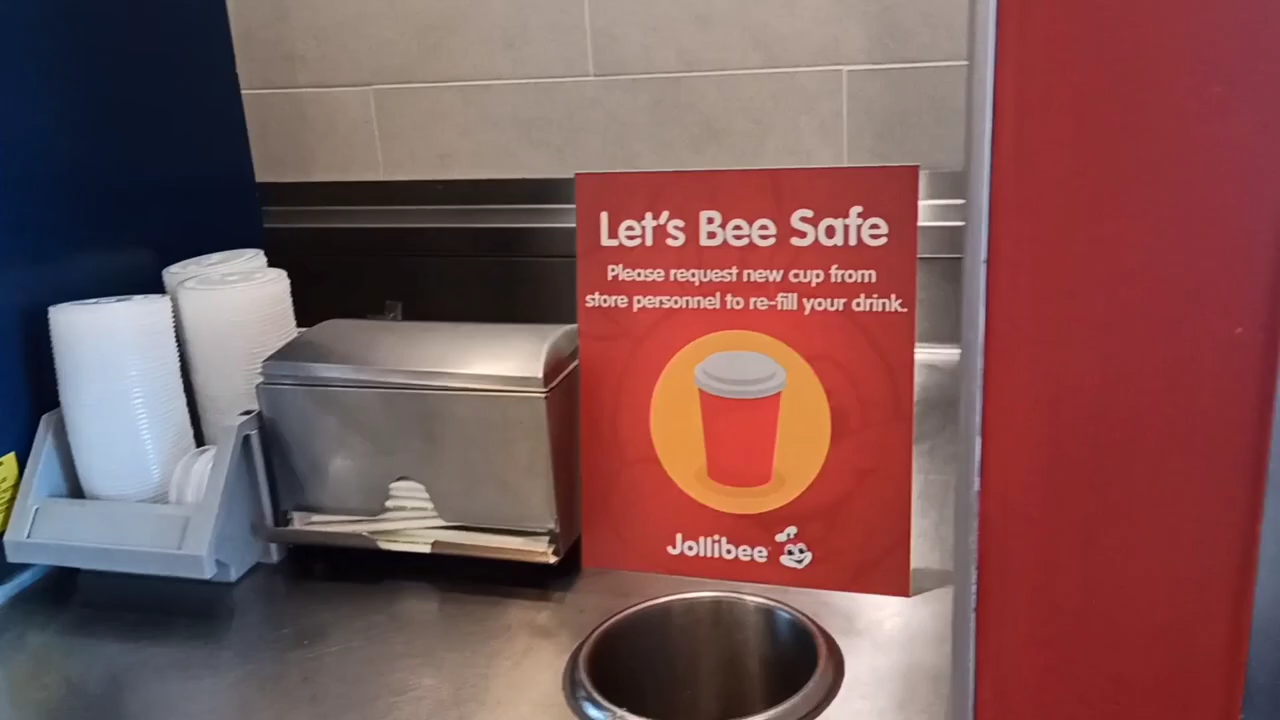 Let's Bee Safe
Please request new cup from
store personnel to re-fill your drink.
Jollibee